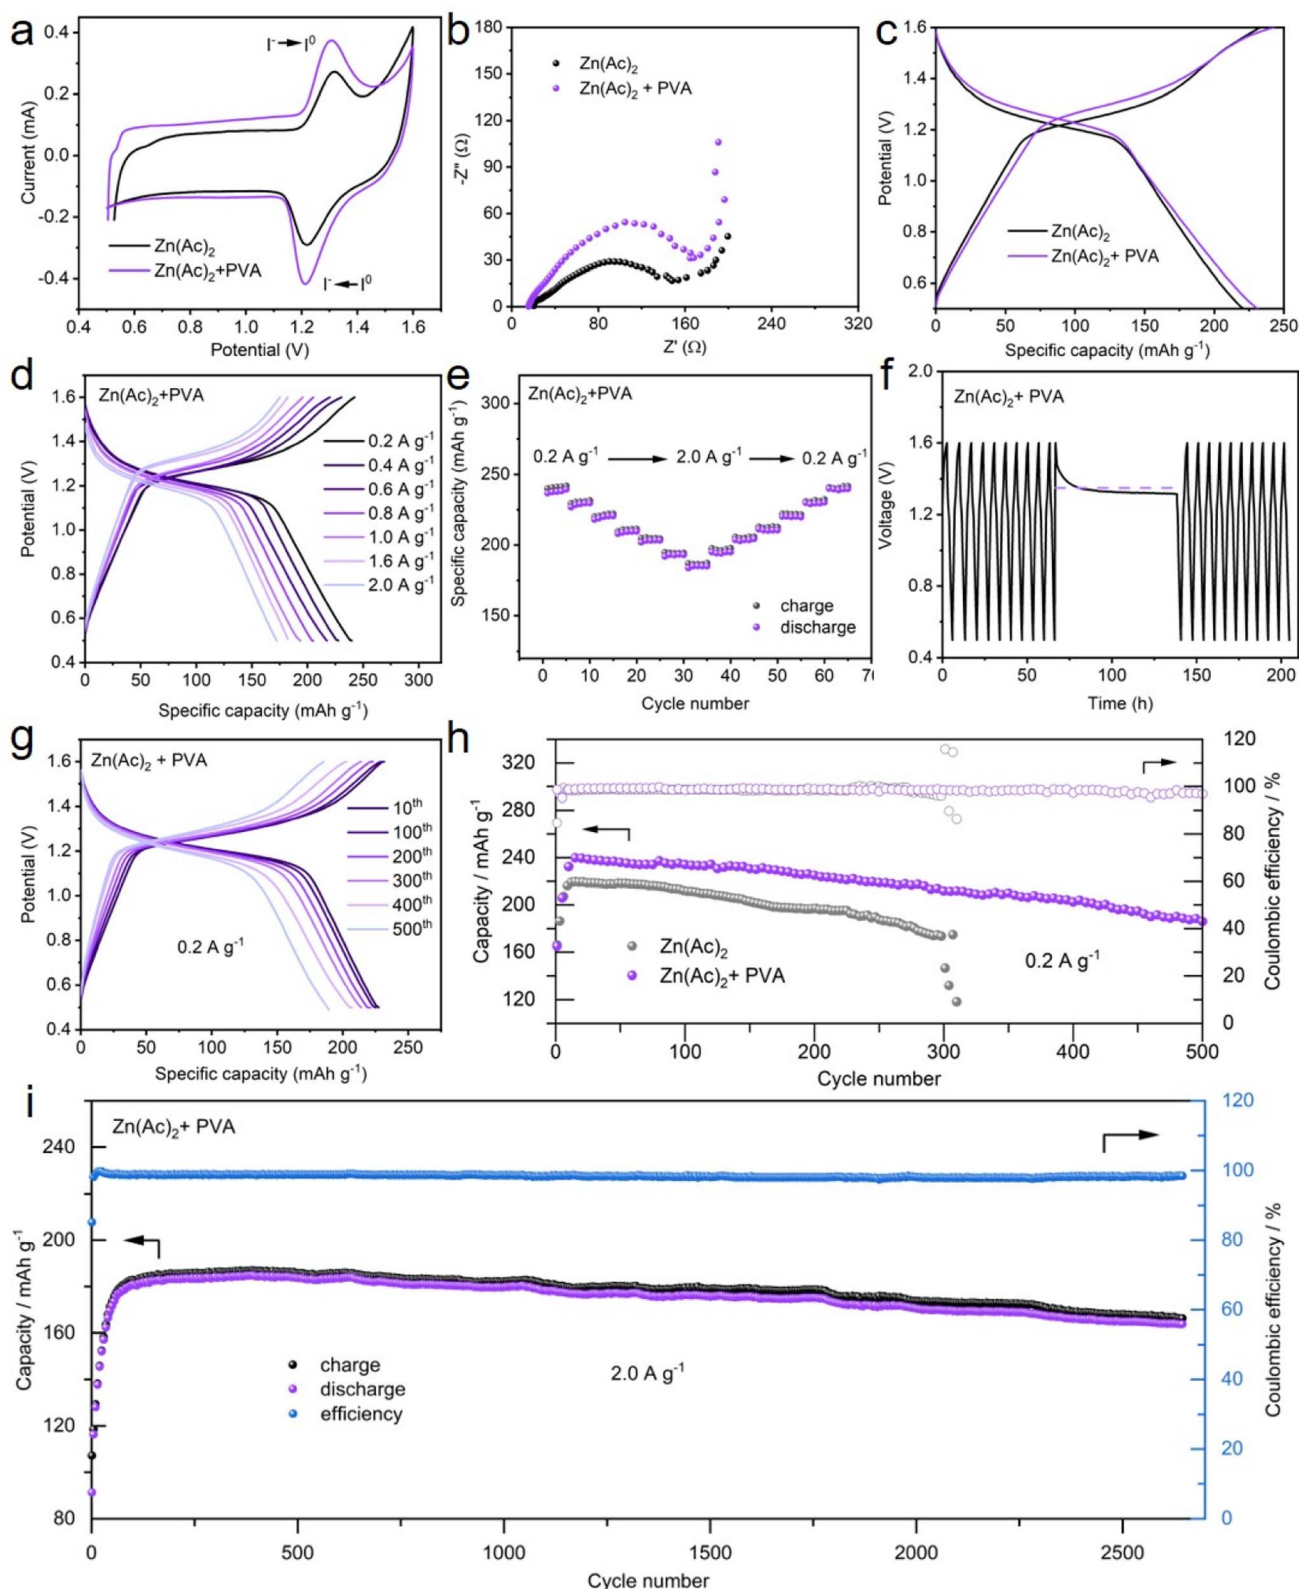 a
0.4
0.2
0.0
-0.2
-0.4
Current (mA)
I⁻→I⁰
Zn(Ac)₂
Zn(Ac)₂+PVA
I⁻←I⁰
0.4 0.6 0.8 1.0 1.2 1.4 1.6
Potential (V)
b
180
150
120
90
60
30
0
-Z'' (Ω)
Zn(Ac)₂
Zn(Ac)₂ + PVA
0 80 160 240 320
Z' (Ω)
c
1.6
1.4
1.2
1.0
0.8
0.6
Potential (V)
Zn(Ac)₂
Zn(Ac)₂+ PVA
0 50 100 150 200 250
Specific capacity (mAh g⁻¹)
d
1.6
1.4
1.2
1.0
0.8
0.6
0.4
Potential (V)
Zn(Ac)₂+PVA
0.2 A g⁻¹
0.4 A g⁻¹
0.6 A g⁻¹
0.8 A g⁻¹
1.0 A g⁻¹
1.6 A g⁻¹
2.0 A g⁻¹
0 50 100 150 200 250 300
Specific capacity (mAh g⁻¹)
e
300
250
200
150
Specific capacity (mAh g⁻¹)
Zn(Ac)₂+PVA
0.2 A g⁻¹ → 2.0 A g⁻¹ → 0.2 A g⁻¹
charge
discharge
0 10 20 30 40 50 60 70
Cycle number
f
2.0
1.6
1.2
0.8
0.4
Voltage (V)
Zn(Ac)₂+ PVA
0 50 100 150 200
Time (h)
g
1.6
1.4
1.2
1.0
0.8
0.6
0.4
Potential (V)
Zn(Ac)₂ + PVA
10th
100th
200th
300th
400th
500th
0.2 A g⁻¹
0 50 100 150 200 250
Specific capacity (mAh g⁻¹)
h
320
280
240
200
160
120
Capacity / mAh g⁻¹
Zn(Ac)₂
Zn(Ac)₂+ PVA
0.2 A g⁻¹
120
100
80
60
40
20
0
Coulombic efficiency / %
0 100 200 300 400 500
Cycle number
i
240
200
160
120
80
Capacity / mAh g⁻¹
Zn(Ac)₂+ PVA
charge
discharge
efficiency
2.0 A g⁻¹
120
100
80
60
40
20
0
Coulombic efficiency / %
0 500 1000 1500 2000 2500
Cycle number